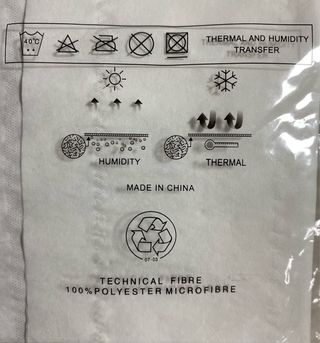 40°C
THERMAL AND HUMIDITY
TRANSFER
HUMIDITY
THERMAL
MADE IN CHINA
07-03
TECHNICAL FIBRE
100%POLYESTER MICROFIBRE